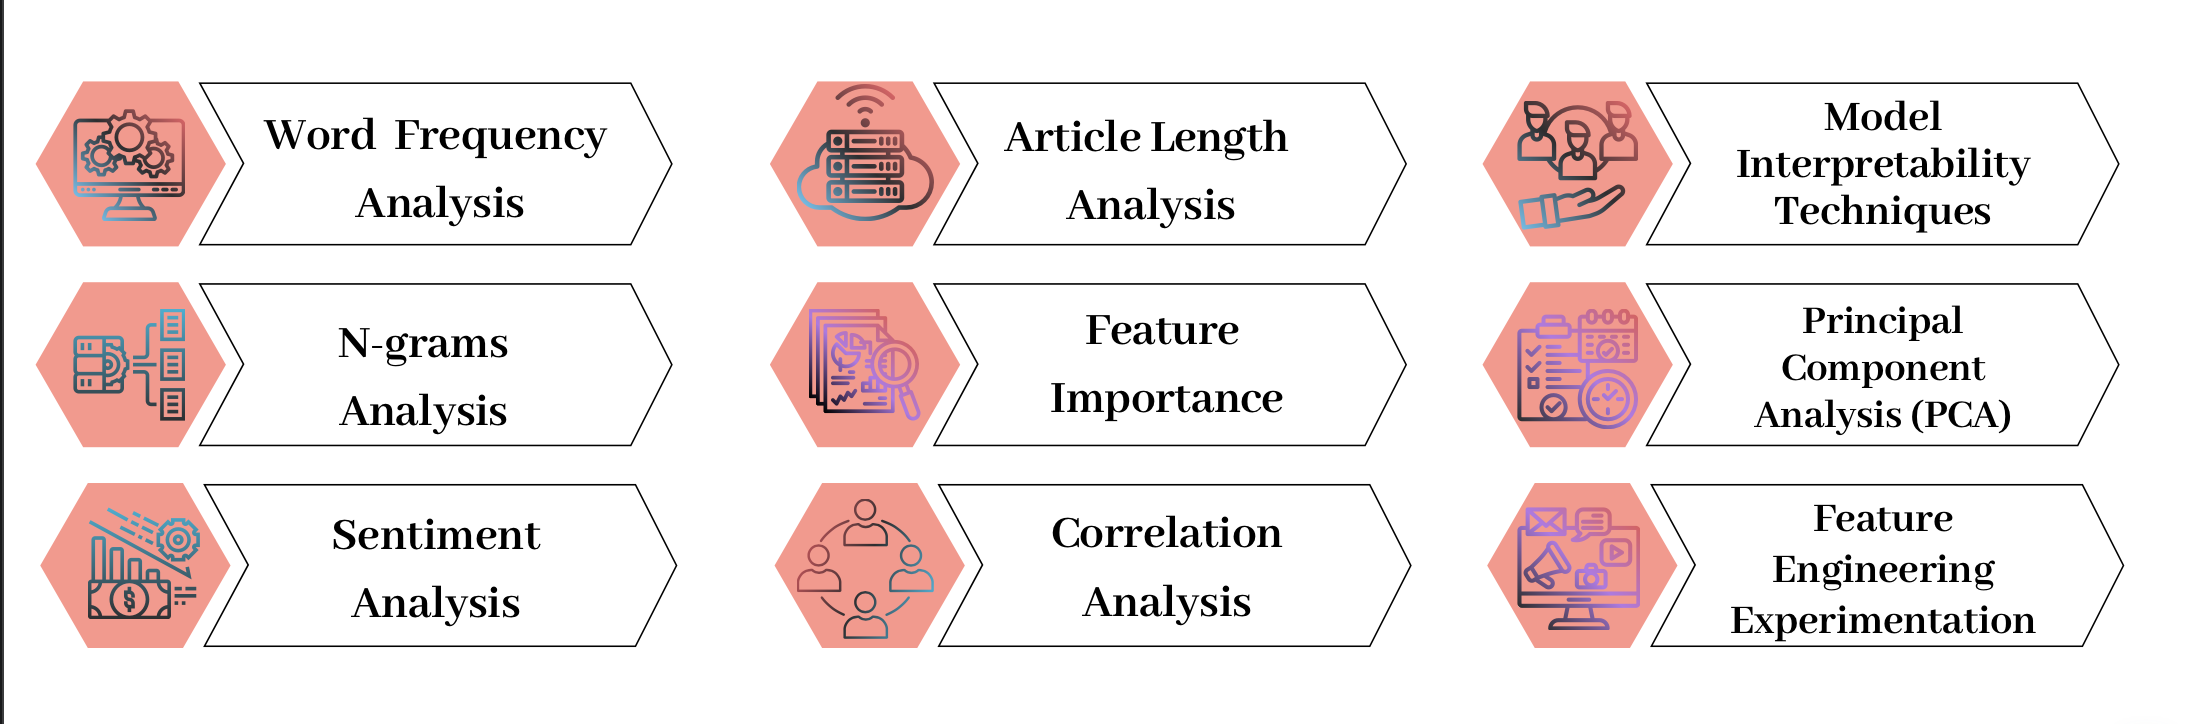 Word Frequency
Analysis
Article Length
Analysis
Model
Interpretability
Techniques
N-grams
Analysis
Feature
Importance
Principal
Component
Analysis (PCA)
Sentiment
Analysis
Correlation
Analysis
Feature
Engineering
Experimentation